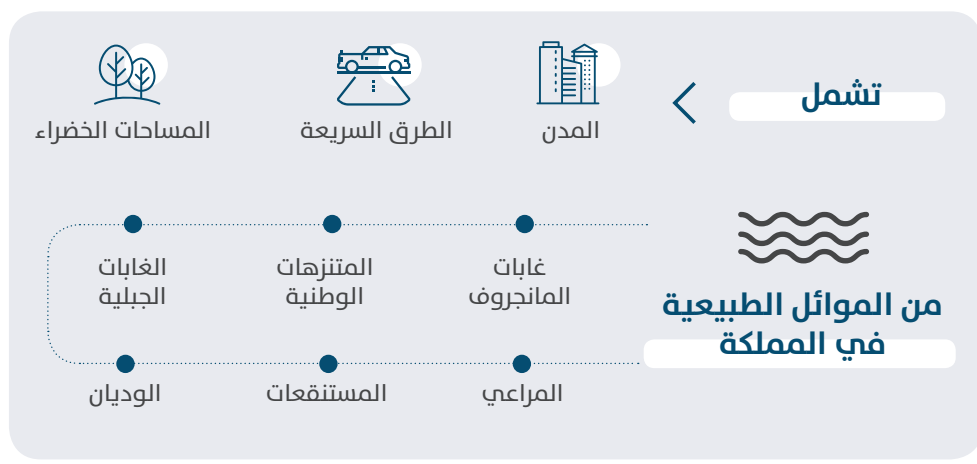 تشمل
المدن
الطرق السريعة
المساحات الخضراء
من الموائل الطبيعية
في المملكة
غابات
المانجروف
المتنزهات
الوطنية
الغابات
الجبلية
المراعي
المستنقعات
الوديان